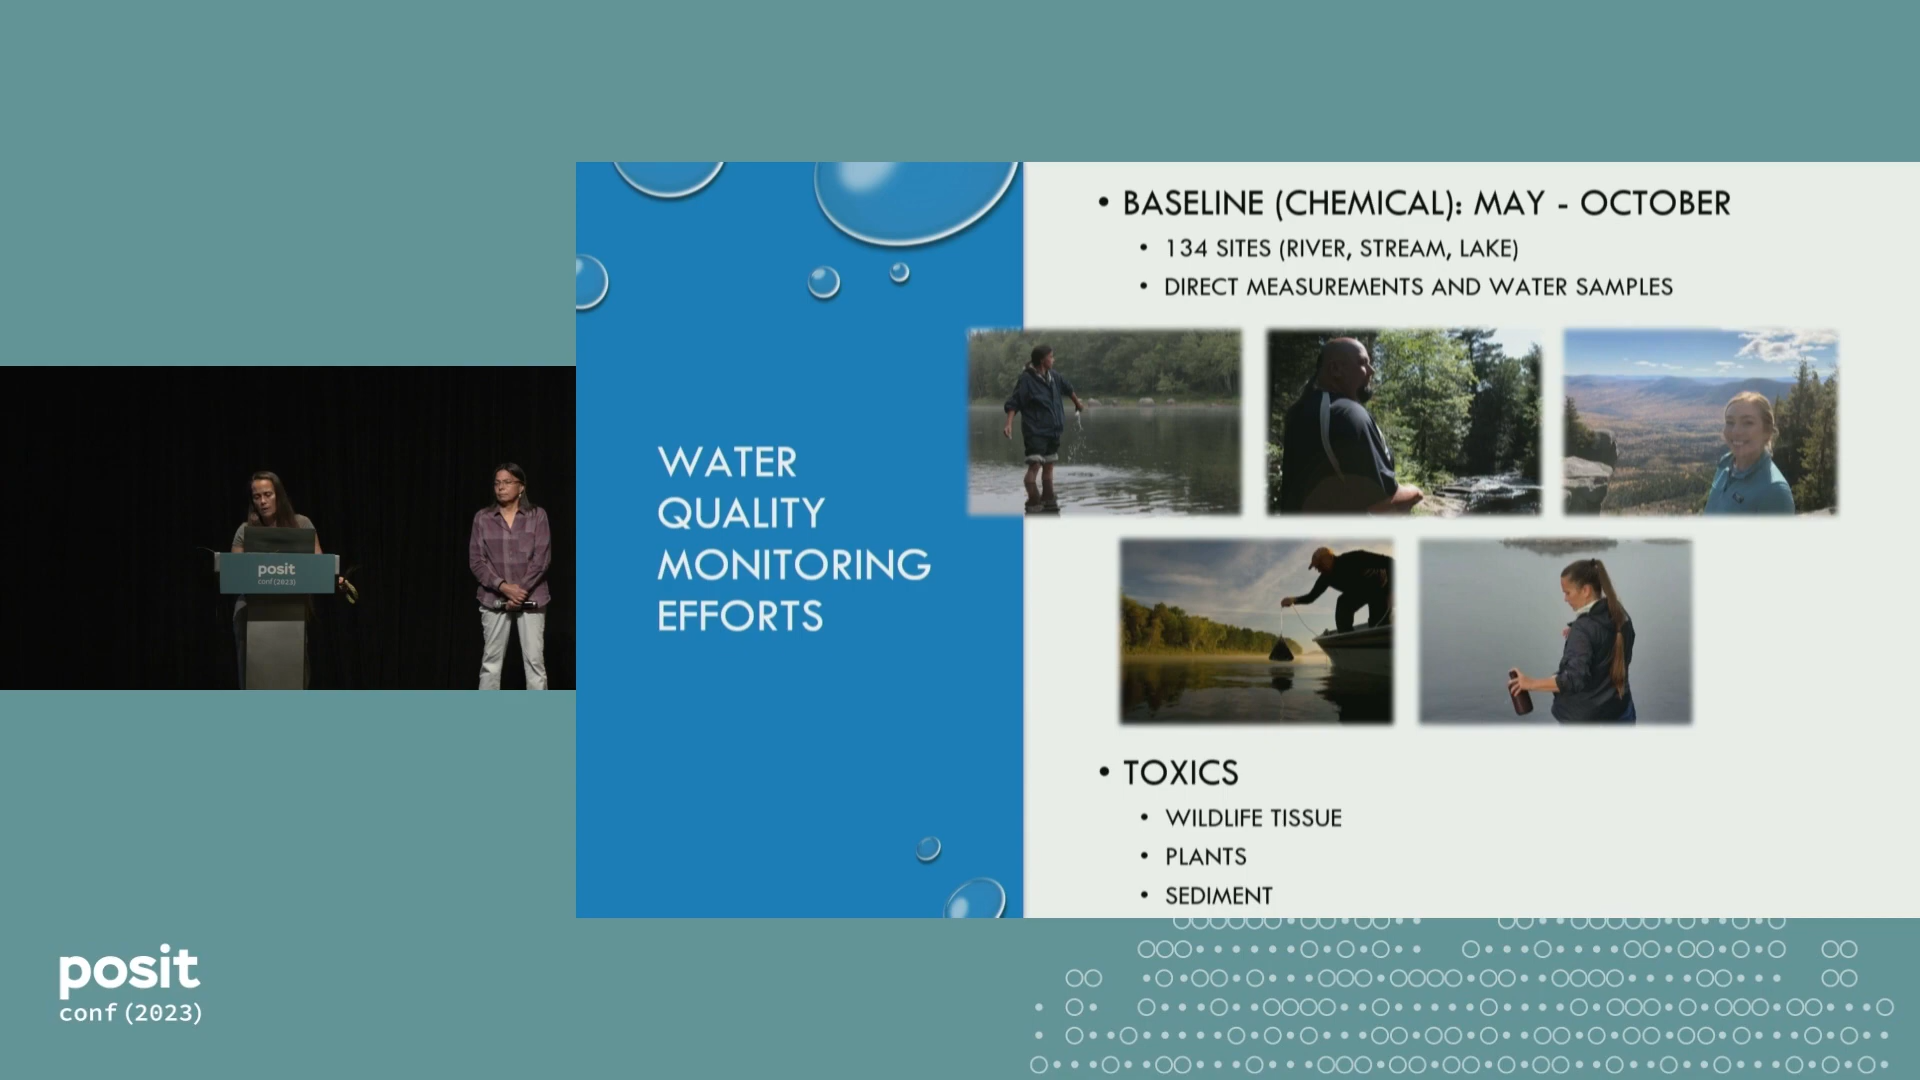 posit
conf(2023)
WATER
QUALITY
MONITORING
EFFORTS
• BASELINE (CHEMICAL): MAY - OCTOBER
• 134 SITES (RIVER, STREAM, LAKE)
• DIRECT MEASUREMENTS AND WATER SAMPLES
• TOXICS
• WILDLIFE TISSUE
• PLANTS
• SEDIMENT
posit
conf(2023)